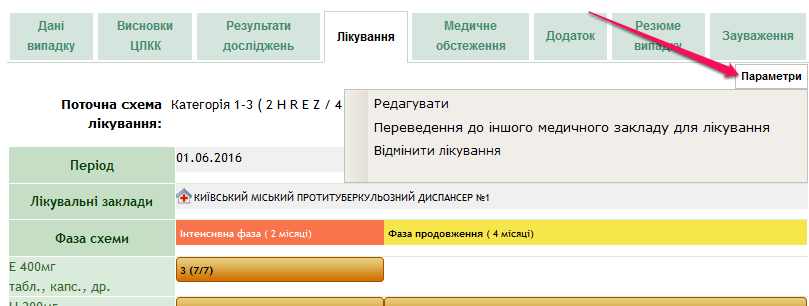 Дані випадку
Висновки ЦЛКК
Результати досліджень
Лікування
Медичне обстеження
Додаток
Резюме випадку
Зауваження
Параметри
Поточна схема лікування:
Категорія 1-3 ( 2 H R E Z / 4
Редагувати
Переведення до іншого медичного закладу для лікування
Відмінити лікування
Період
01.06.2016
Лікувальні заклади
КИЇВСЬКИЙ МІСЬКИЙ ПРОТИТУБЕРКУЛЬОЗНИЙ ДИСПАНСЕР №1
Фаза схеми
Інтенсивна фаза ( 2 місяці)
Фаза продовження ( 4 місяці)
E 400мг
табл., капс., др.
3 (7/7)